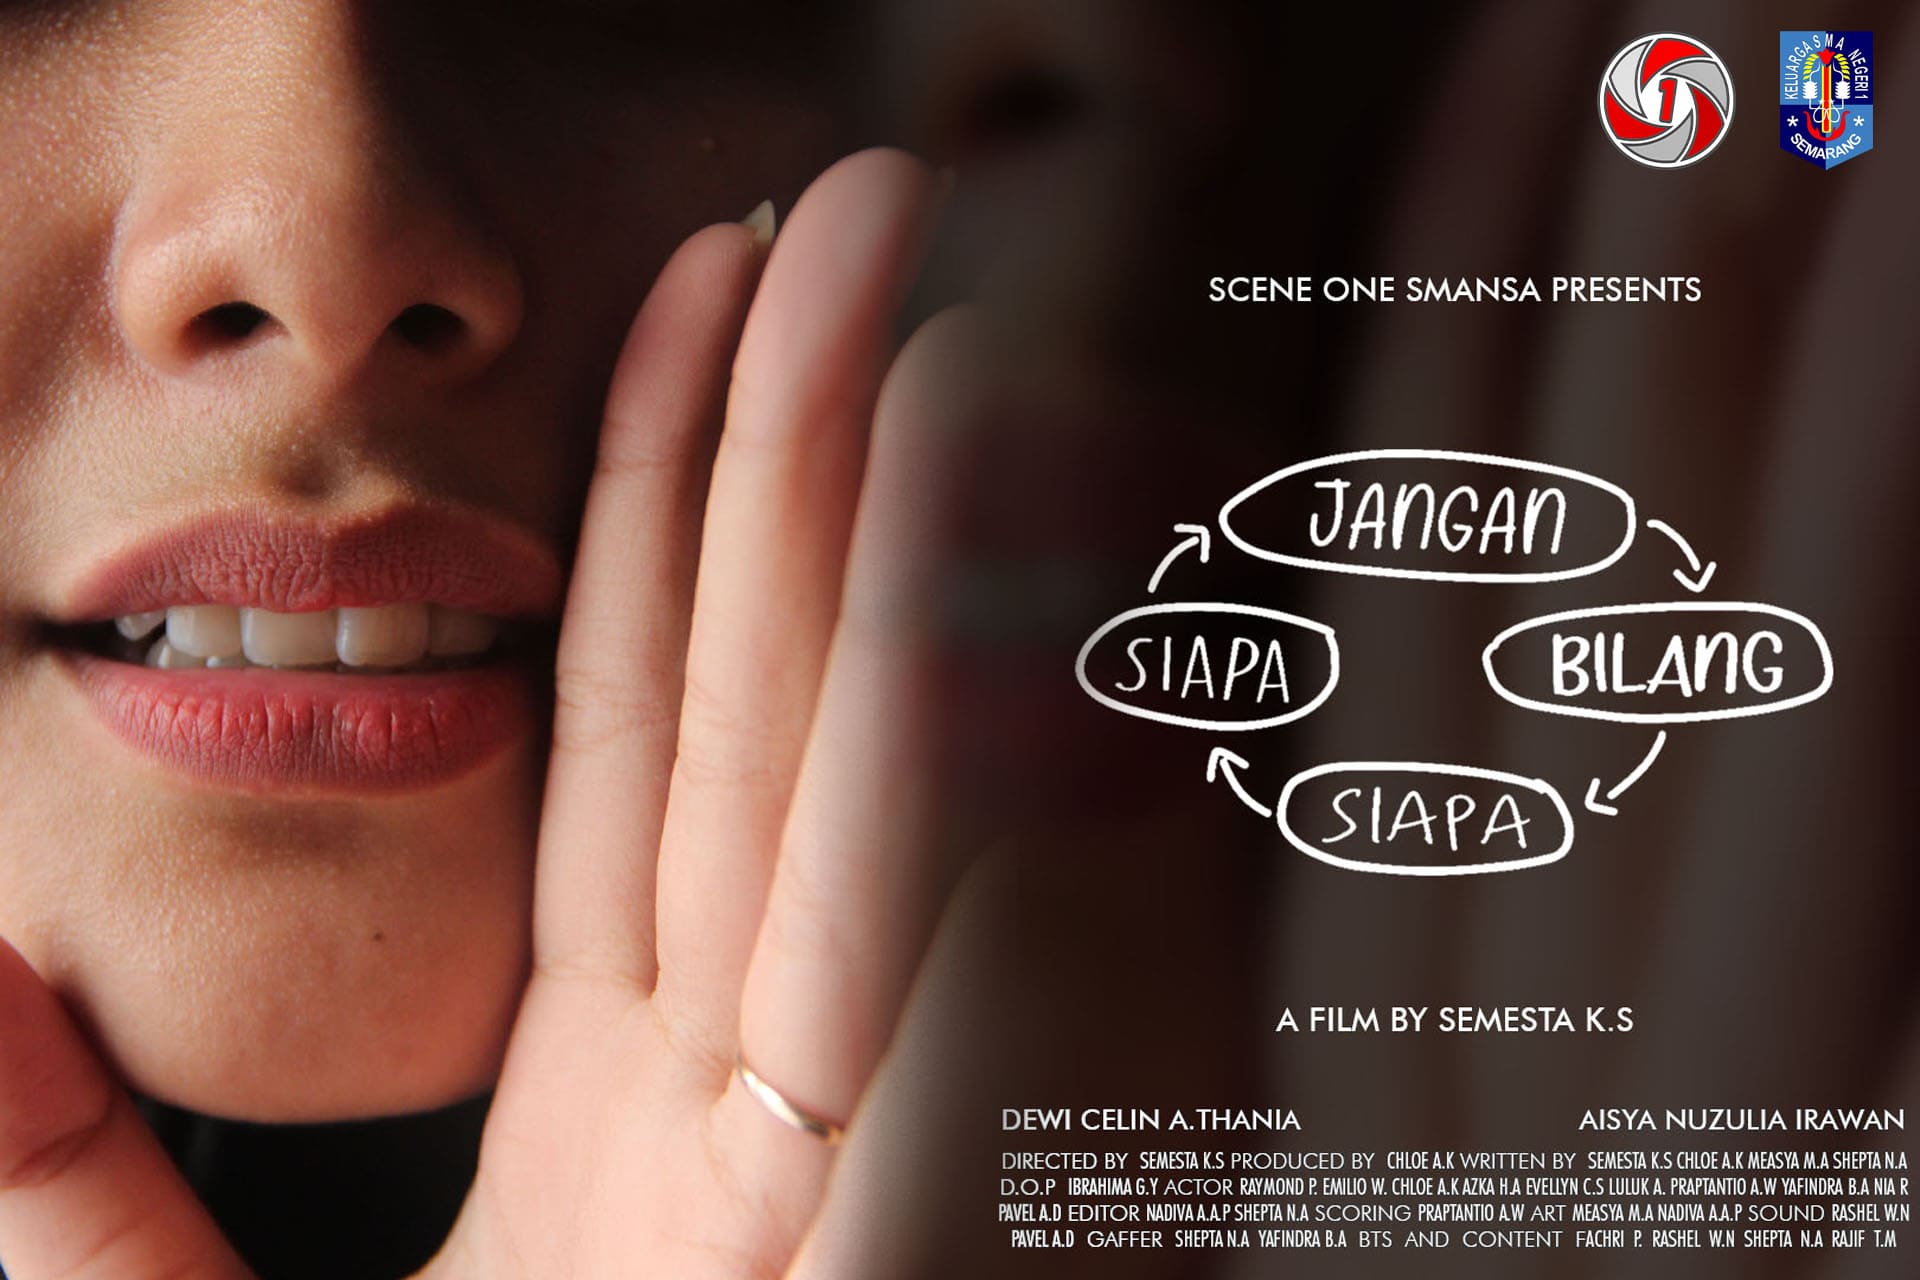 1
KELUARGA SMA NEGERI 1
SEMARANG
SCENE ONE SMANSA PRESENTS
JANGAN
BILANG
SIAPA
SIAPA
A FILM BY SEMESTA K.S
DEWI CELIN A.THANIA
AISYA NUZULIA IRAWAN
DIRECTED BY SEMESTA K.S PRODUCED BY CHLOE A.K WRITTEN BY SEMESTA K.S CHLOE A.K MEASYA M.A SHEPTA N.A
D.O.P IBRAHIMA G.Y ACTOR RAYMOND P. EMILIO W. CHLOE A.K AZKA H.A EVELLYN C.S LULUK A. PRAPTANTIO A.W YAFINDRA B.A NIA R
PAVEL A.D EDITOR NADIVA A.A.P SHEPTA N.A SCORING PRAPTANTIO A.W ART MEASYA M.A NADIVA A.A.P SOUND RASHEL W.N
PAVEL A.D GAFFER SHEPTA N.A YAFINDRA B.A BTS AND CONTENT FACHRI P. RASHEL W.N SHEPTA N.A RAJIF T.M